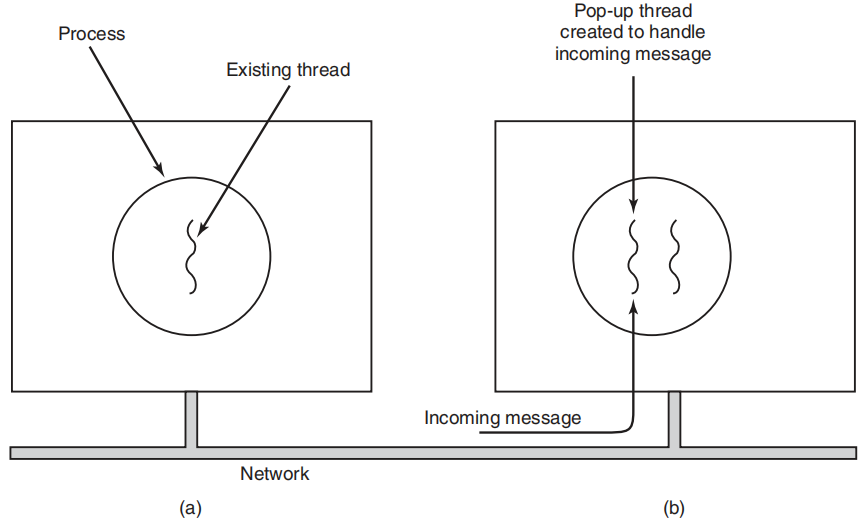 Process
Existing thread
Pop-up thread
created to handle
incoming message
Incoming message
Network
(a)
(b)